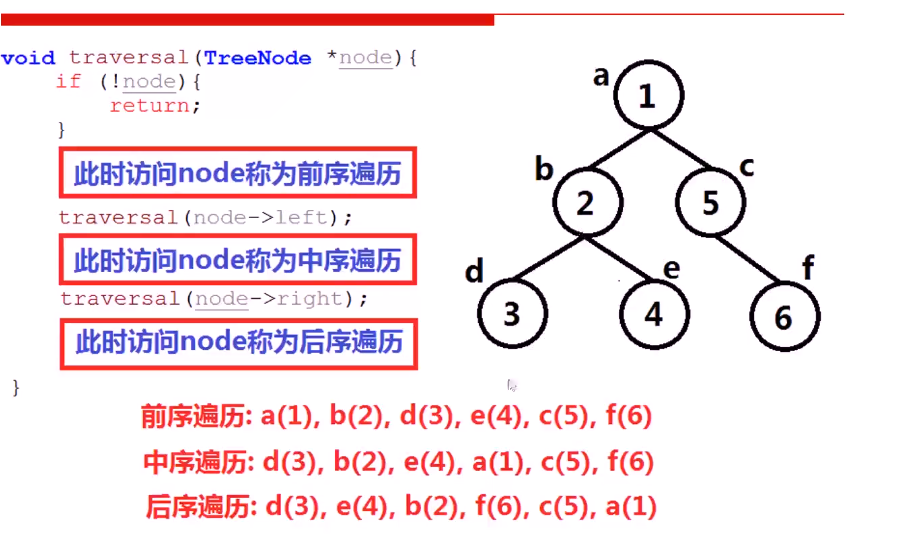 void traversal(TreeNode *node){
if (!node){
return;
}
此时访问node称为前序遍历
traversal(node->left);
此时访问node称为中序遍历
traversal(node->right);
此时访问node称为后序遍历
}
a
1
b
c
2
5
d
e
f
3
4
6
前序遍历: a(1), b(2), d(3), e(4), c(5), f(6)
中序遍历: d(3), b(2), e(4), a(1), c(5), f(6)
后序遍历: d(3), e(4), b(2), f(6), c(5), a(1)